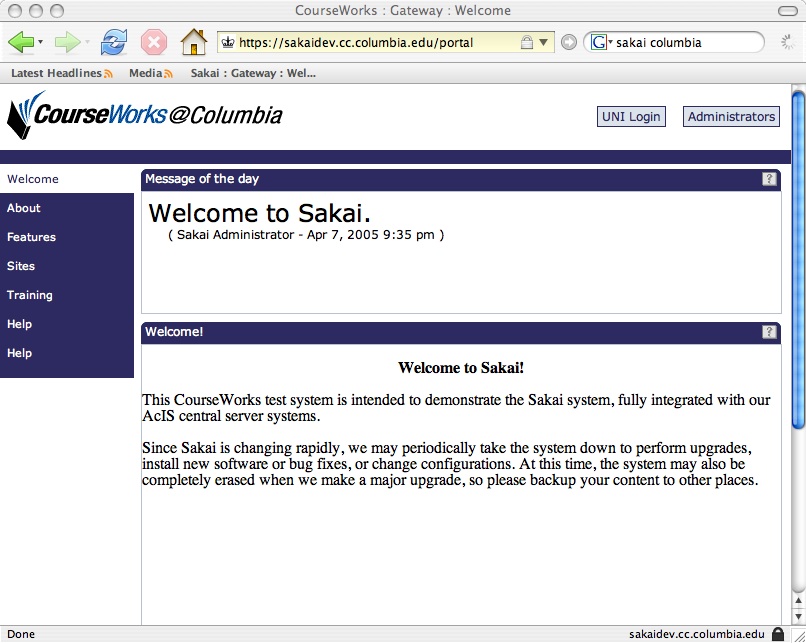 CourseWorks : Gateway : Welcome
https://sakaidev.cc.columbia.edu/portal
G
sakai columbia
Latest Headlines
Media
Sakai : Gateway : Wel...
CourseWorks@Columbia
UNI Login
Administrators
Welcome
About
Features
Sites
Training
Help
Help
Message of the day
?
Welcome to Sakai.
( Sakai Administrator - Apr 7, 2005 9:35 pm )
Welcome!
?
Welcome to Sakai!
This CourseWorks test system is intended to demonstrate the Sakai system, fully integrated with our
AcIS central server systems.
Since Sakai is changing rapidly, we may periodically take the system down to perform upgrades,
install new software or bug fixes, or change configurations. At this time, the system may also be
completely erased when we make a major upgrade, so please backup your content to other places.
Done
sakaidev.cc.columbia.edu